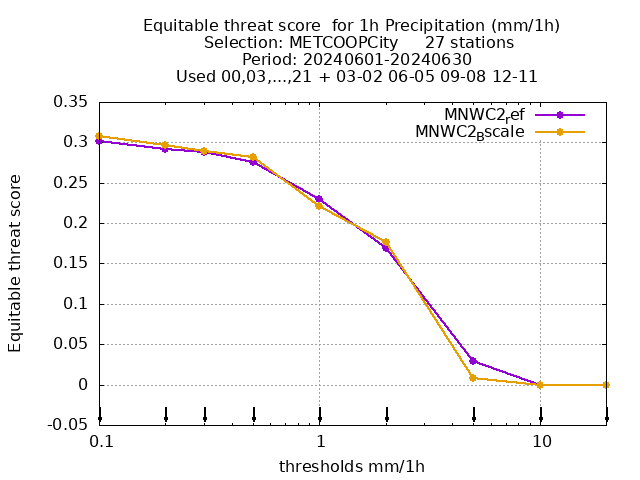 Equitable threat score  for 1h Precipitation (mm/1h)
Selection: METCOOPCity     27 stations
Period: 20240601-20240630
Used 00,03,...,21 + 03-02 06-05 09-08 12-11
MNWC2ref
MNWC2Bscale
Equitable threat score
0.35
0.3
0.25
0.2
0.15
0.1
0.05
0
-0.05
0.1
1
10
thresholds mm/1h